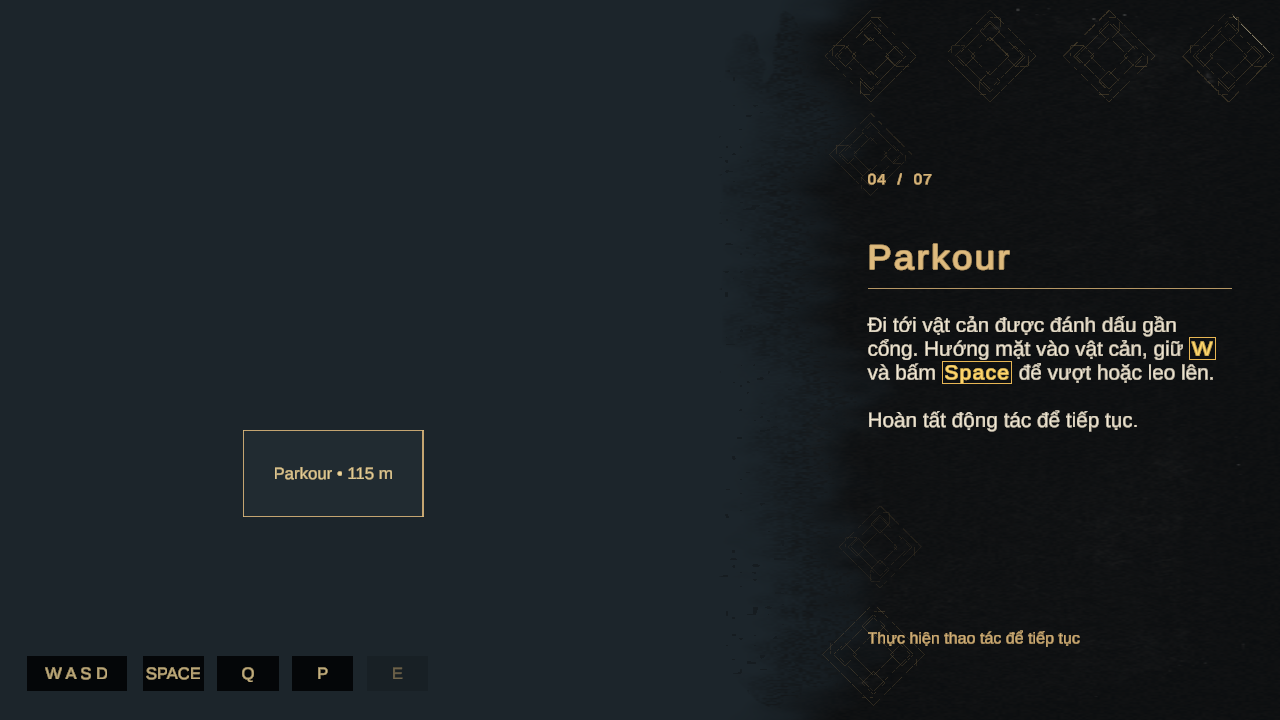 04 / 07
Parkour
Đi tới vật cản được đánh dấu gần
cổng. Hướng mặt vào vật cản, giữ W
và bấm Space để vượt hoặc leo lên.
Hoàn tất động tác để tiếp tục.
Parkour • 115 m
Thực hiện thao tác để tiếp tục
WASD SPACE Q P E